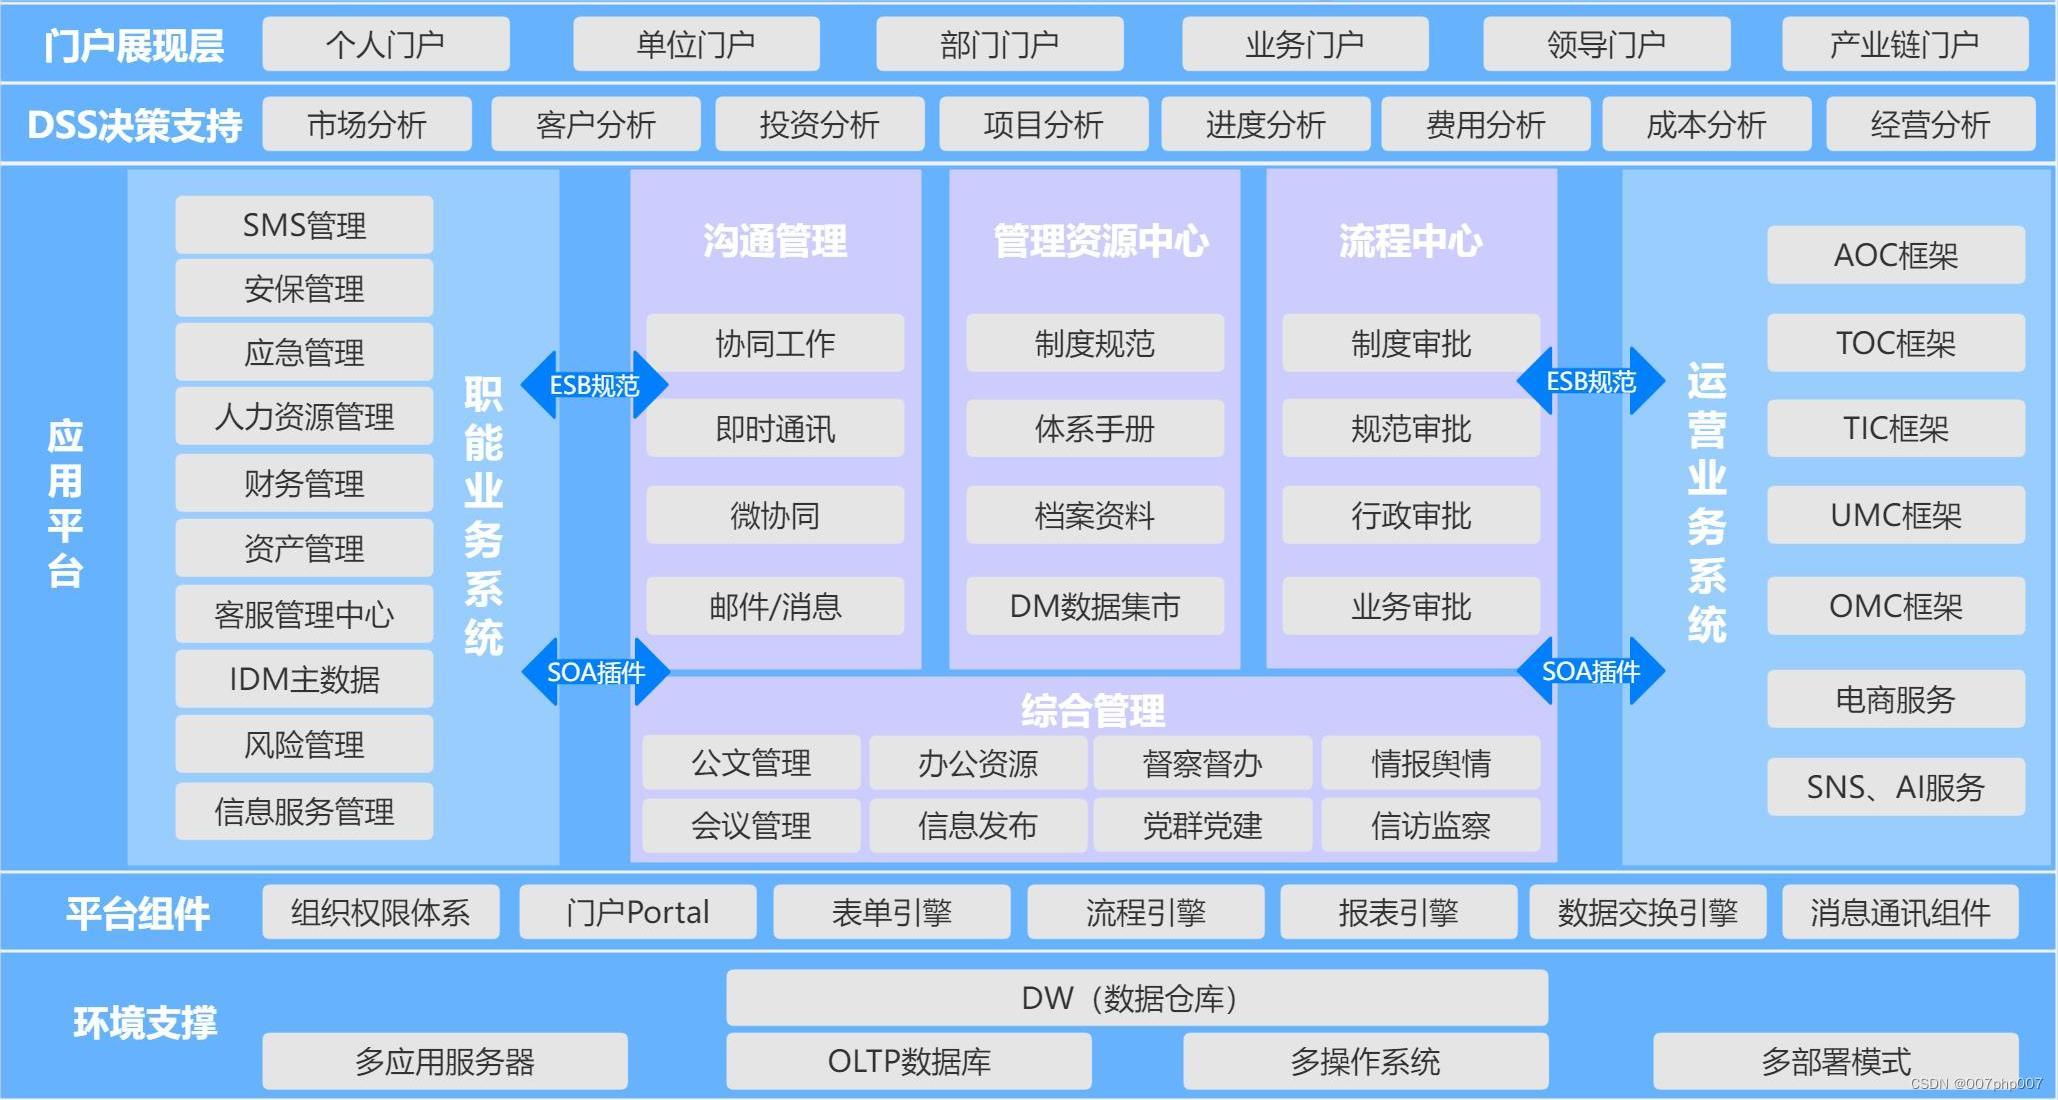 门户展现层
个人门户
单位门户
部门门户
业务门户
领导门户
产业链门户
DSS决策支持
市场分析
客户分析
投资分析
项目分析
进度分析
费用分析
成本分析
经营分析
应用平台
SMS管理
安保管理
应急管理
人力资源管理
财务管理
资产管理
客服管理中心
IDM主数据
风险管理
信息服务管理
职能业务系统
ESB规范
SOA插件
沟通管理
协同工作
即时通讯
微协同
邮件/消息
管理资源中心
制度规范
体系手册
档案资料
DM数据集市
流程中心
制度审批
规范审批
行政审批
业务审批
综合管理
公文管理
办公资源
督察督办
情报舆情
会议管理
信息发布
党群党建
信访监察
ESB规范
SOA插件
运营业务系统
AOC框架
TOC框架
TIC框架
UMC框架
OMC框架
电商服务
SNS、AI服务
平台组件
组织权限体系
门户Portal
表单引擎
流程引擎
报表引擎
数据交换引擎
消息通讯组件
环境支撑
DW（数据仓库）
多应用服务器
OLTP数据库
多操作系统
多部署模式
CSDN @007php007